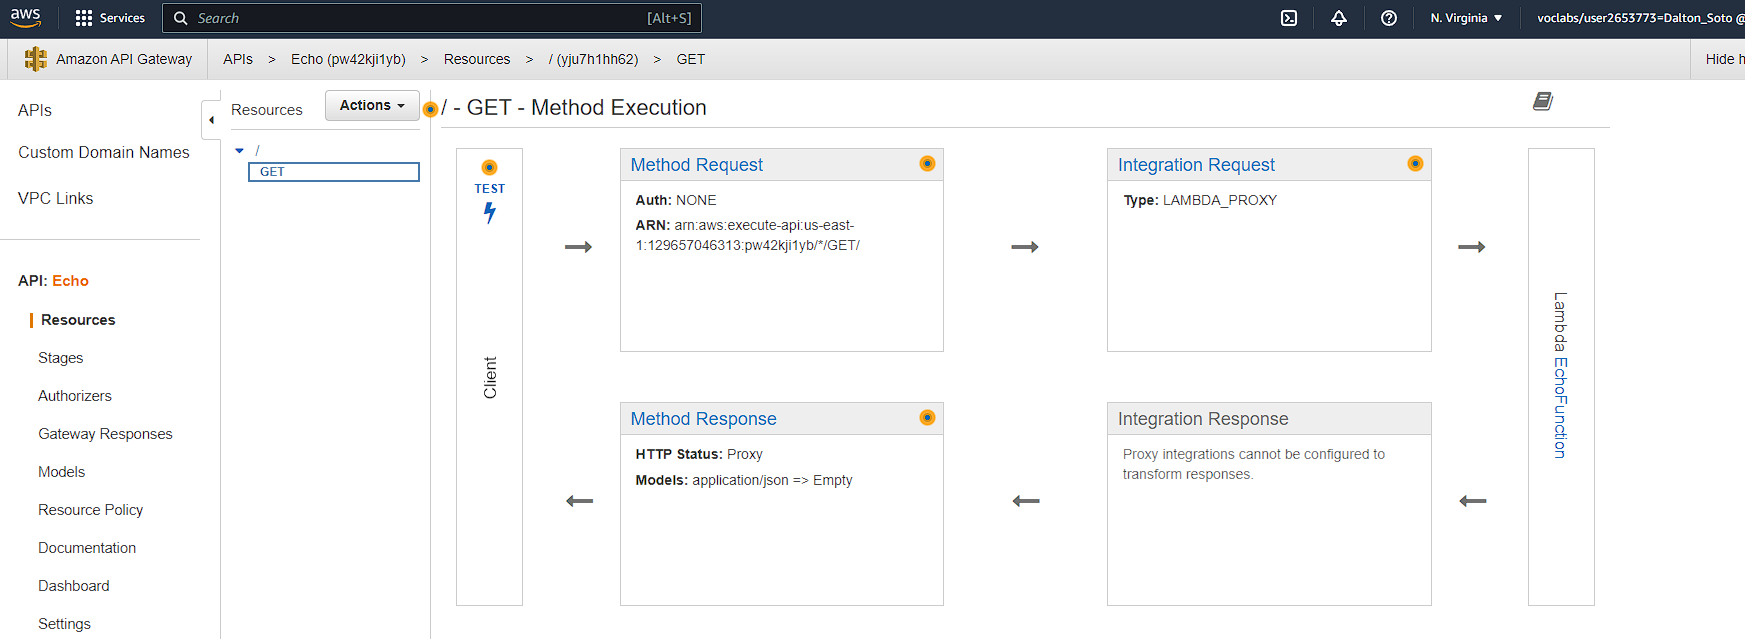 aws
Services
Search
[Alt+S]
N. Virginia
voclabs/user2653773=Dalton_Soto @
Amazon API Gateway
APIs > Echo (pw42kji1yb) > Resources > / (yju7h1hh62) > GET
Hide h
APIs
Custom Domain Names
VPC Links
API: Echo
Resources
Stages
Authorizers
Gateway Responses
Models
Resource Policy
Documentation
Dashboard
Settings
Resources
Actions
/
GET
/ - GET - Method Execution
TEST
Client
Method Request
Auth: NONE
ARN: arn:aws:execute-api:us-east-
1:129657046313:pw42kji1yb/*/GET/
Integration Request
Type: LAMBDA_PROXY
Lambda EchoFunction
Method Response
HTTP Status: Proxy
Models: application/json => Empty
Integration Response
Proxy integrations cannot be configured to
transform responses.